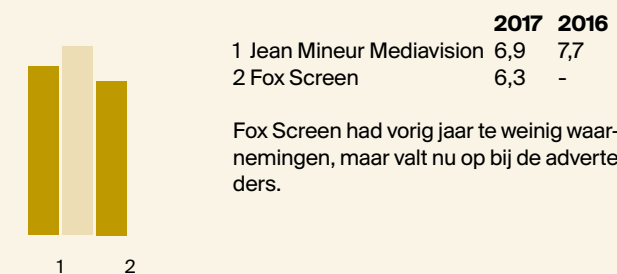 2017 2016
1 Jean Mineur Mediavision 6,9 7,7
2 Fox Screen 6,3 -
Fox Screen had vorig jaar te weinig waar-
nemingen, maar valt nu op bij de adverte
ders.
1 2